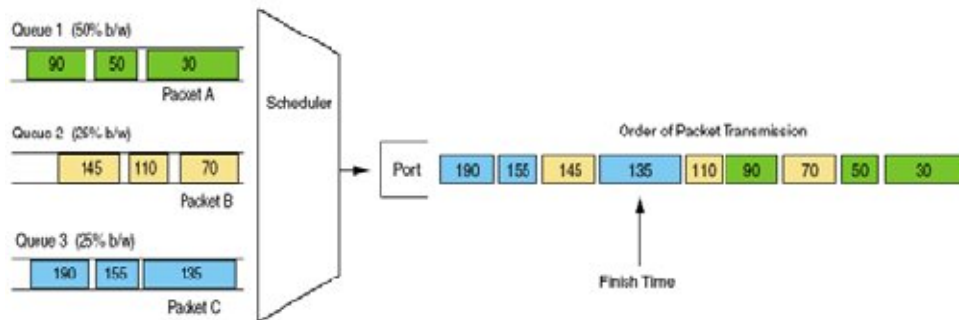 Queue 1 (50% b/w)
90 50 30
Packet A
Queue 2 (25% b/w)
145 110 70
Packet B
Queue 3 (25% b/w)
190 155 135
Packet C
Scheduler
Port
Order of Packet Transmission
190 155 145 135 110 90 70 50 30
Finish Time